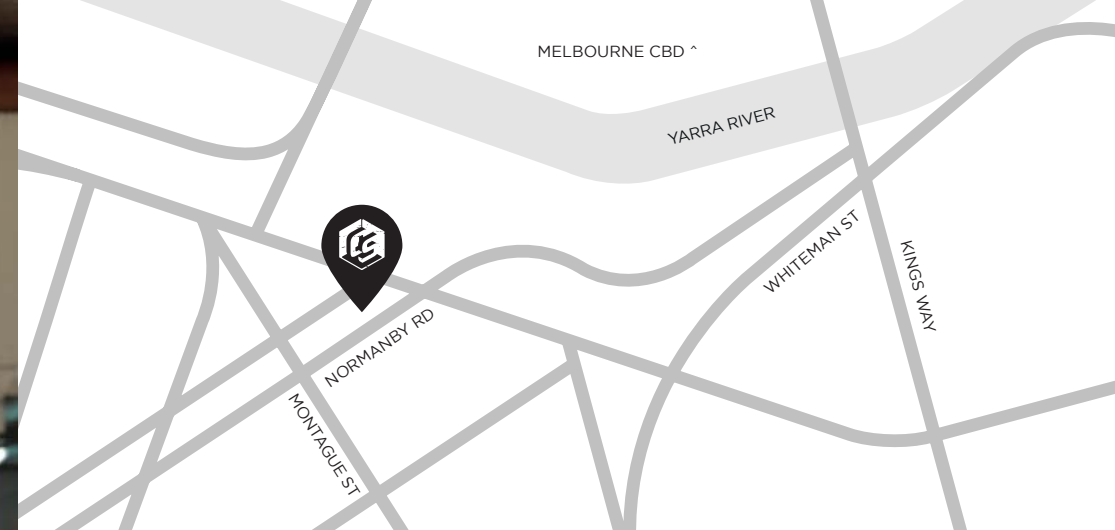 MELBOURNE CBD ^
YARRA RIVER
WHITEMAN ST
KINGS WAY
NORMANBY RD
MONTAGUE ST